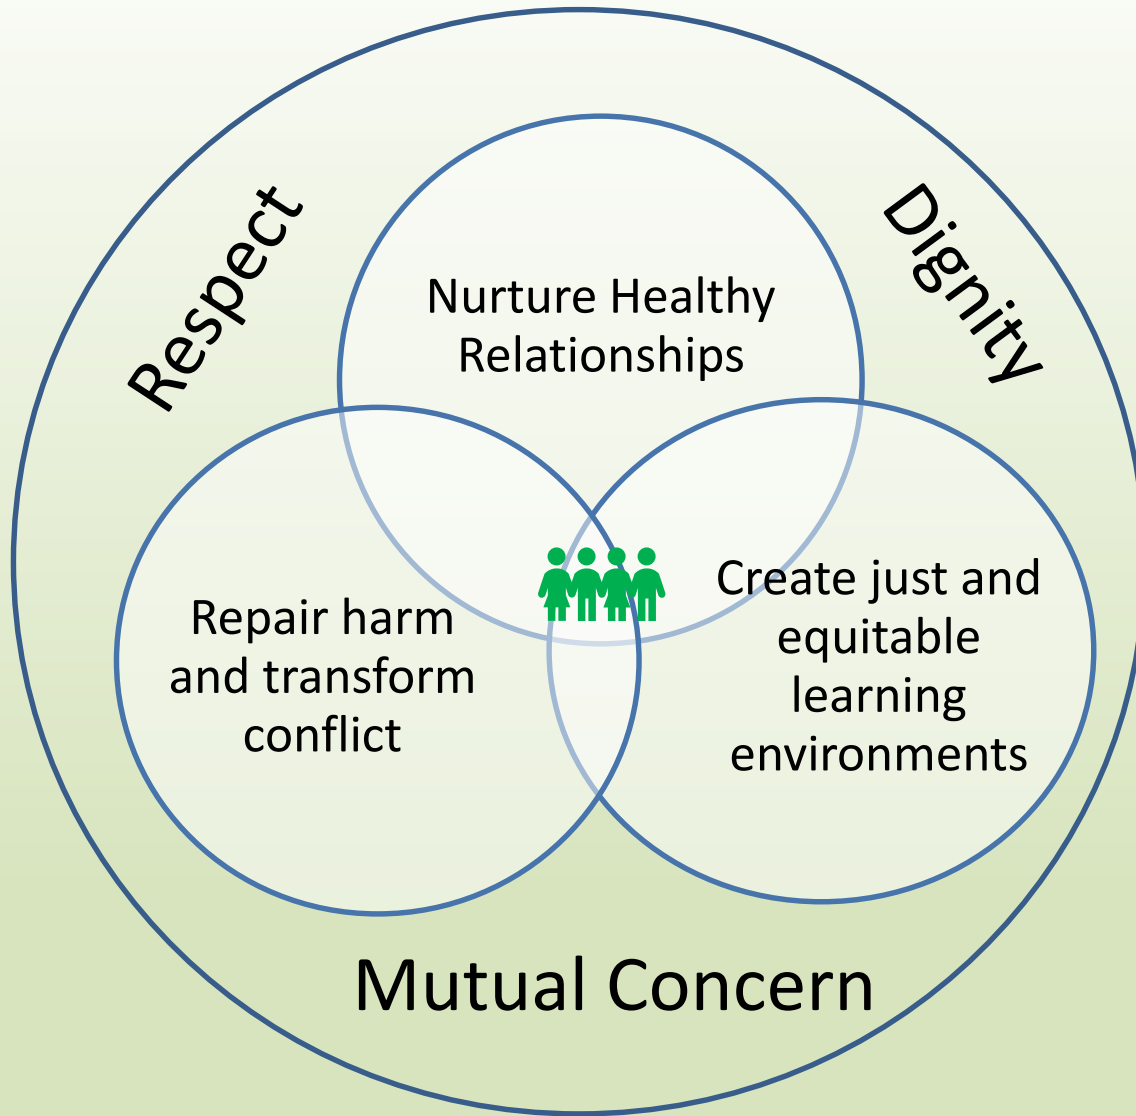 Respect
Dignity
Nurture Healthy
Relationships
Repair harm
and transform
conflict
Create just and
equitable
learning
environments
Mutual Concern